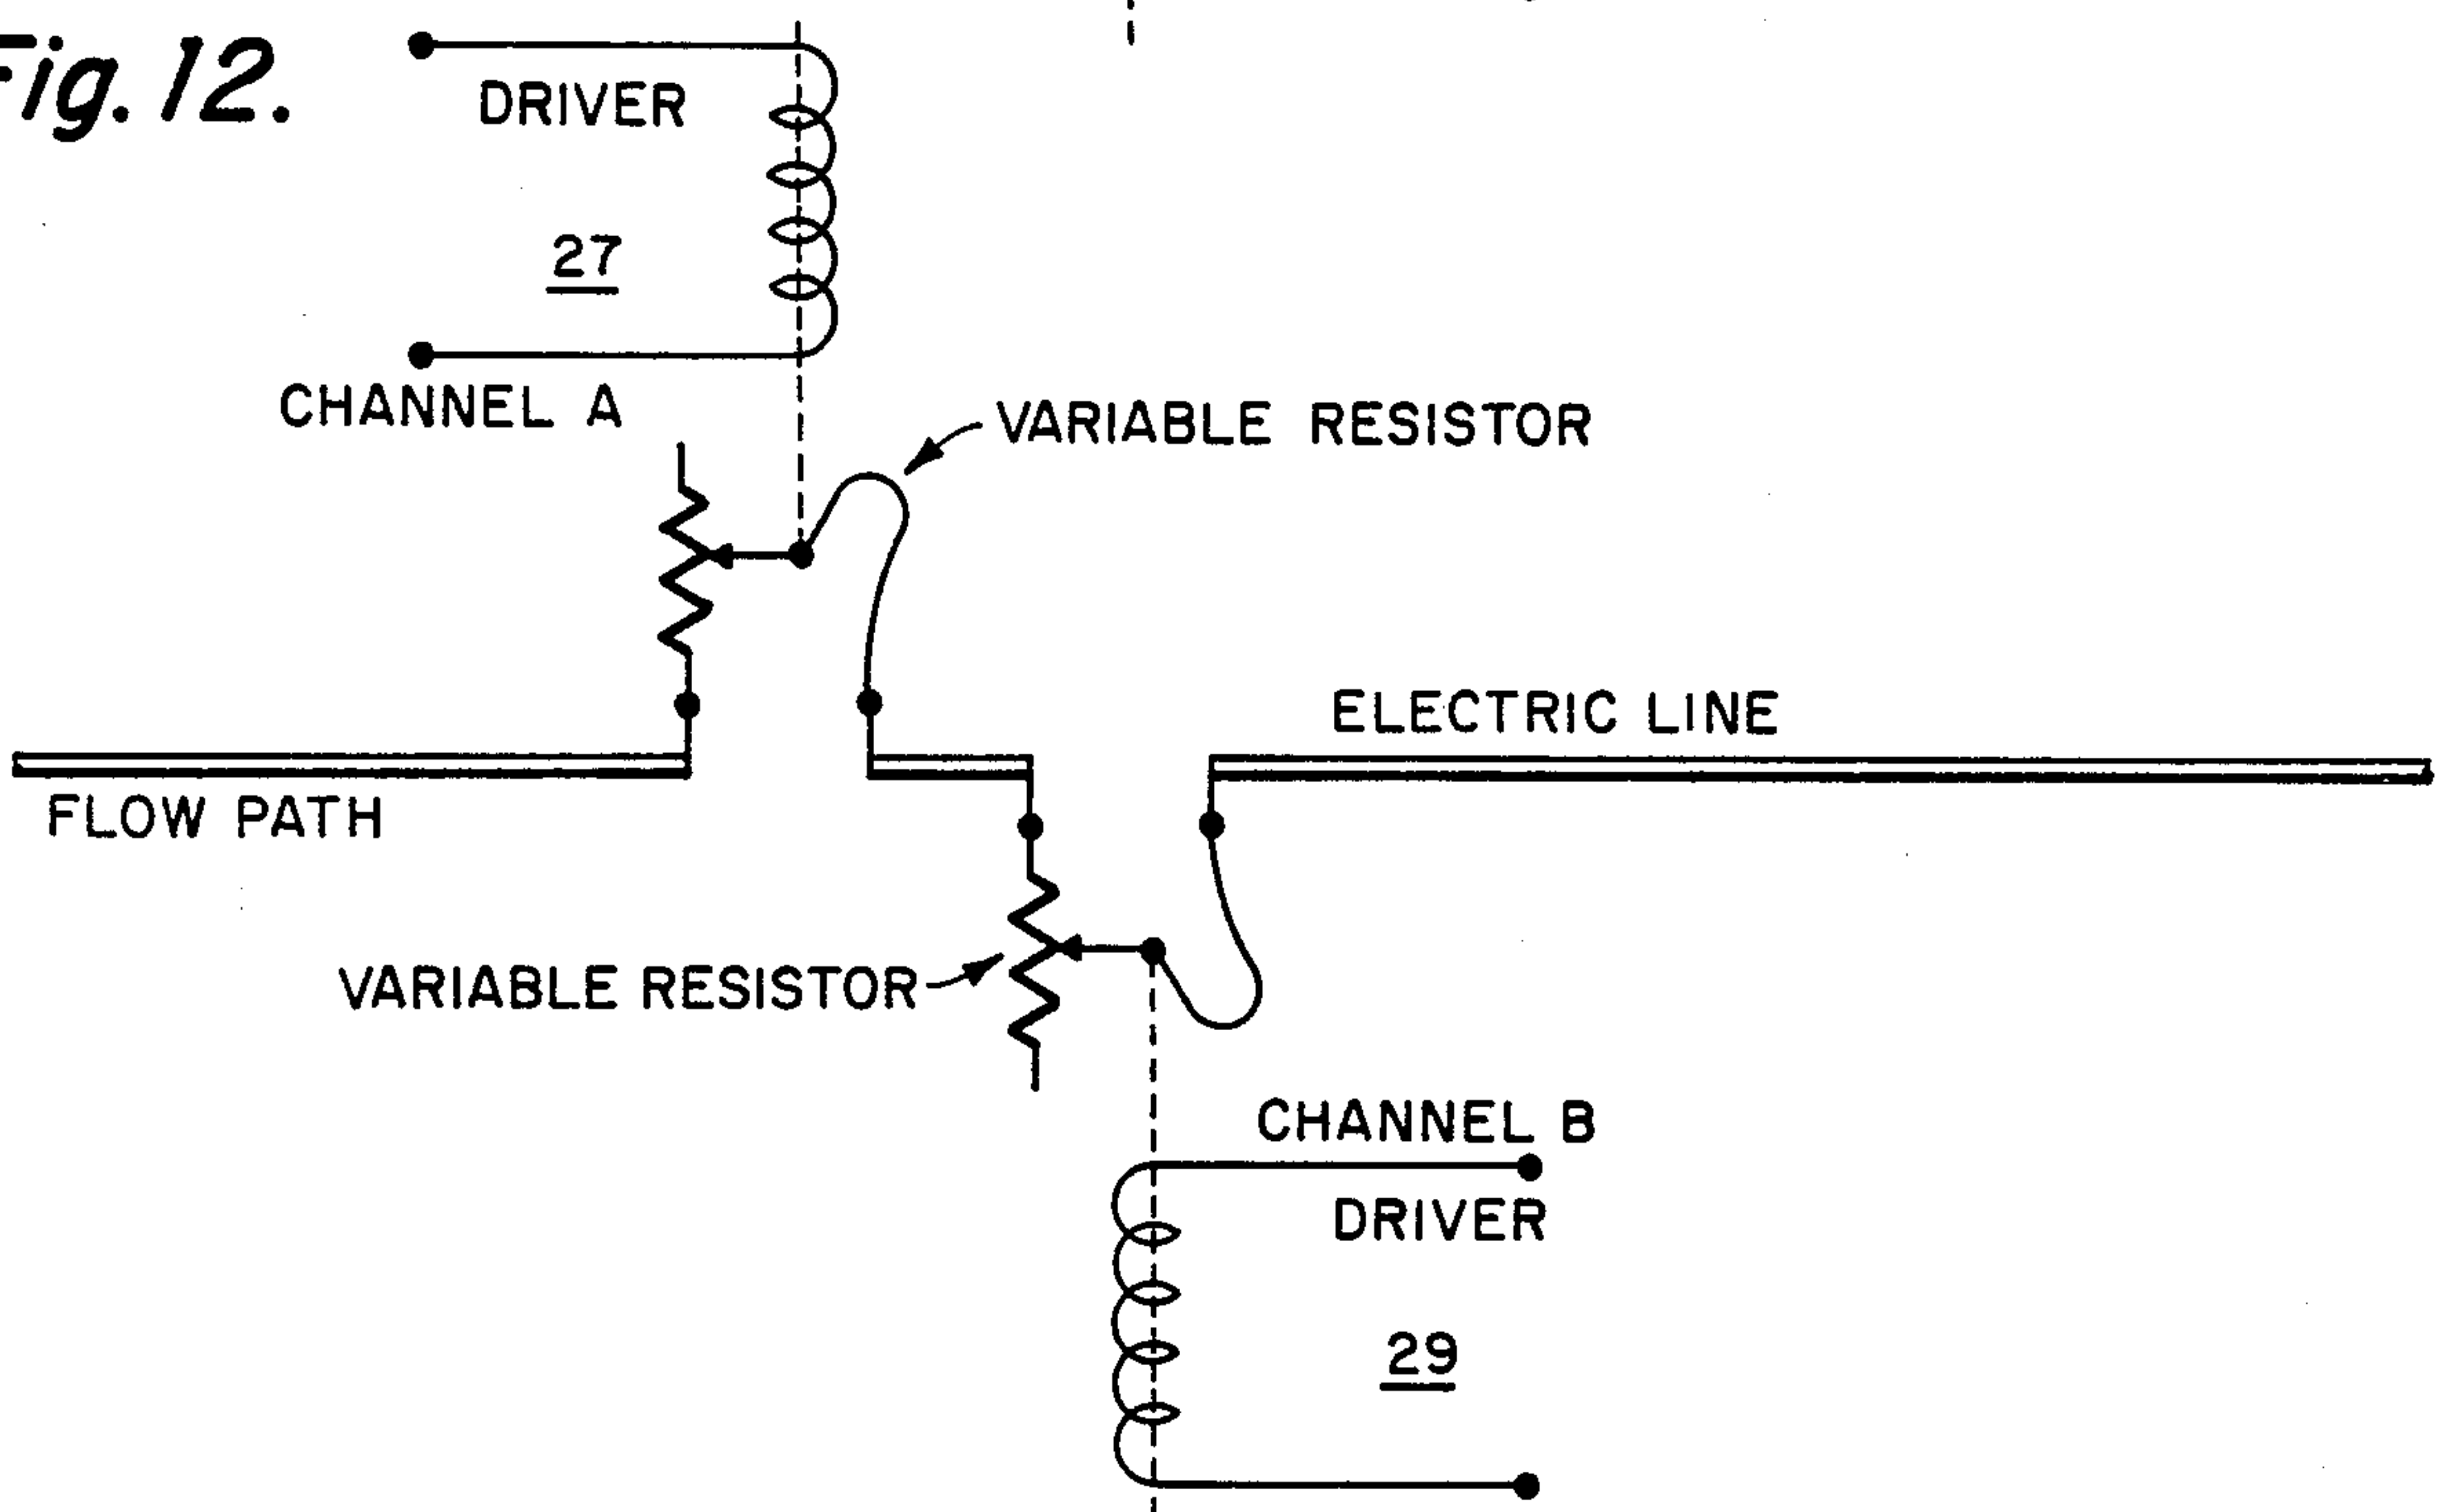 Fig. 12.
DRIVER
27
CHANNEL A
VARIABLE RESISTOR
ELECTRIC LINE
FLOW PATH
VARIABLE RESISTOR
CHANNEL B
DRIVER
29